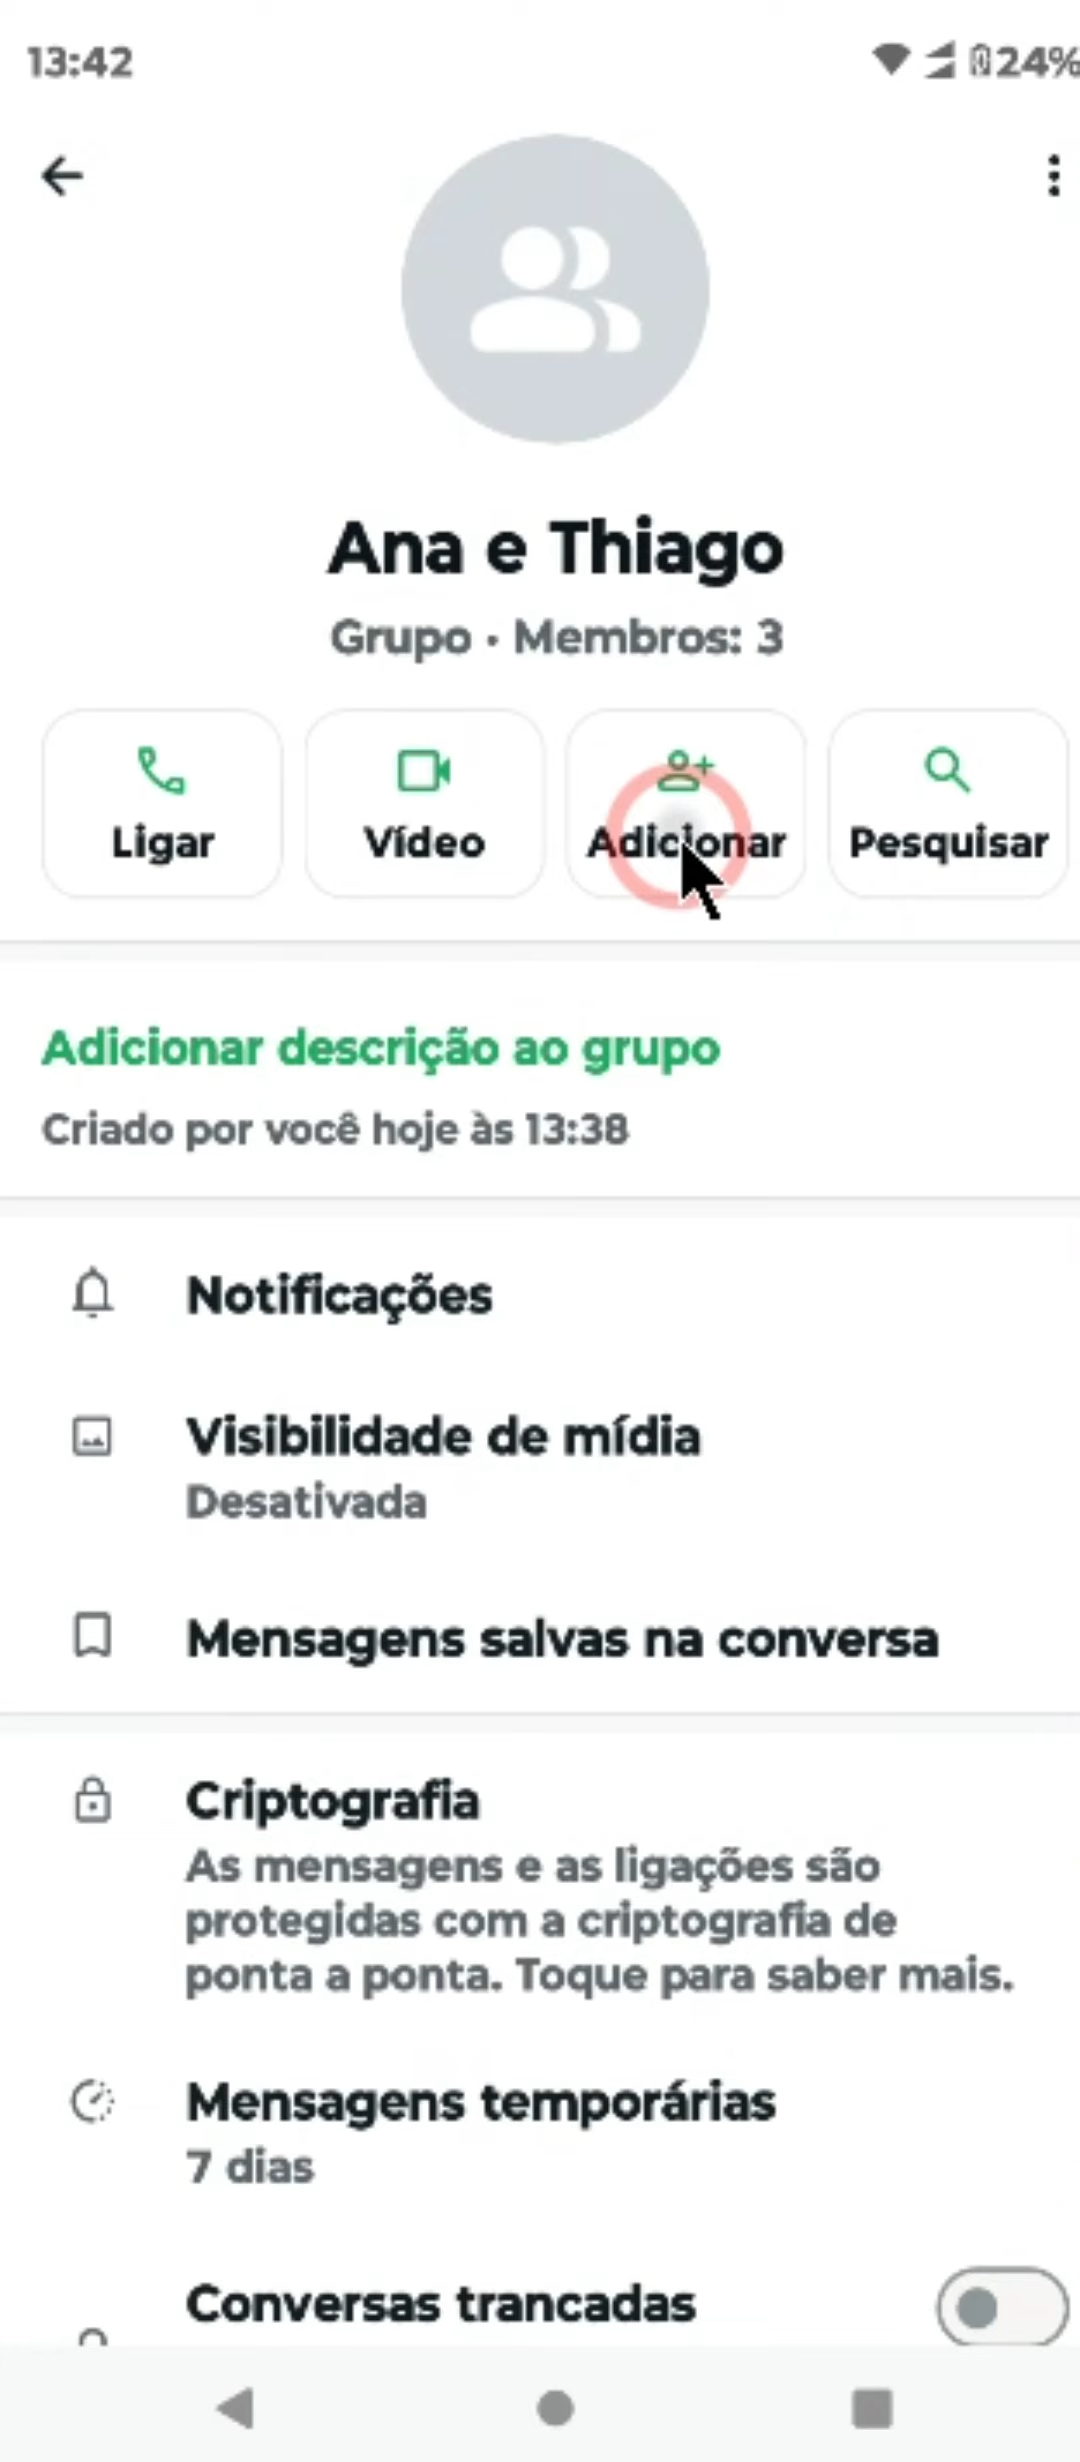 13:42
24%
Ana e Thiago
Grupo • Membros: 3
Ligar
Vídeo
Adicionar
Pesquisar
Adicionar descrição ao grupo
Criado por você hoje às 13:38
Notificações
Visibilidade de mídia
Desativada
Mensagens salvas na conversa
Criptografia
As mensagens e as ligações são
protegidas com a criptografia de
ponta a ponta. Toque para saber mais.
Mensagens temporárias
7 dias
Conversas trancadas